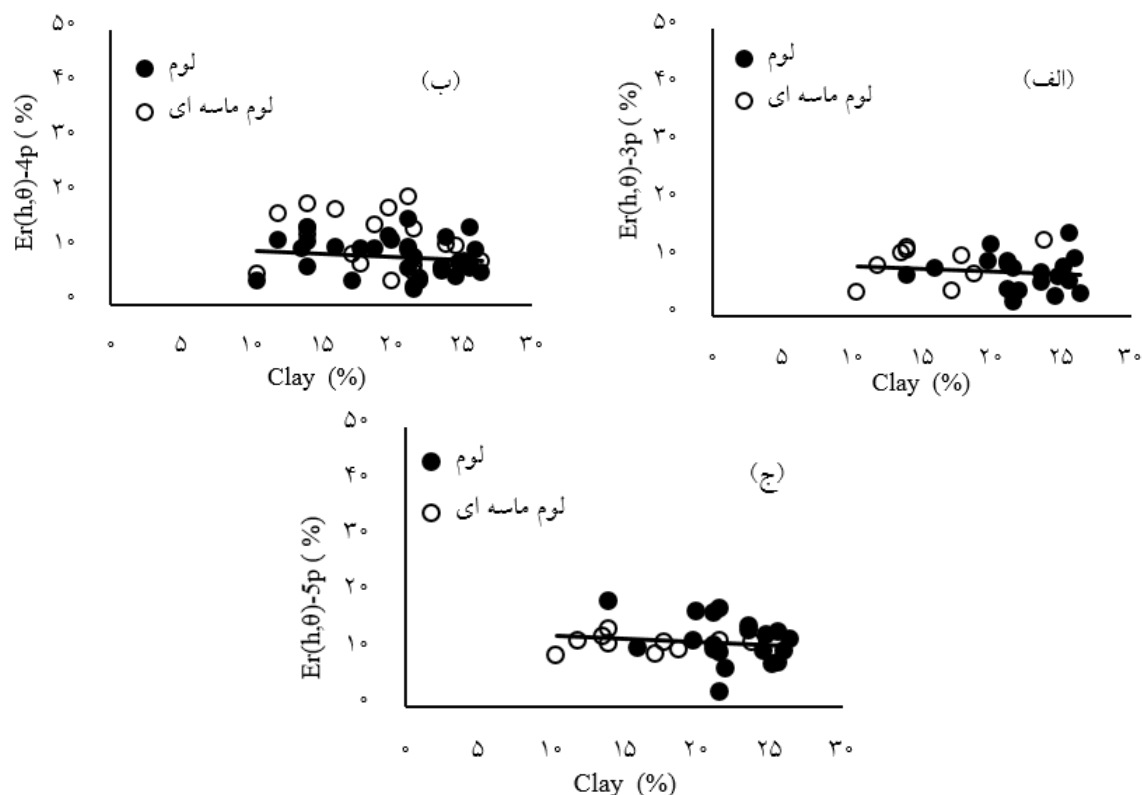 (الف)
لوم
لوم ماسه ای
Er(h,θ)-3p ( %)
۵۰
۴۰
۳۰
۲۰
۱۰
۰
۰ ۵ ۱۰ ۱۵ ۲۰ ۲۵ ۳۰
Clay (%)
(ب)
لوم
لوم ماسه ای
Er(h,θ)-4p ( %)
۵۰
۴۰
۳۰
۲۰
۱۰
۰
۰ ۵ ۱۰ ۱۵ ۲۰ ۲۵ ۳۰
Clay (%)
(ج)
لوم
لوم ماسه ای
Er(h,θ)-5p ( %)
۵۰
۴۰
۳۰
۲۰
۱۰
۰
۰ ۵ ۱۰ ۱۵ ۲۰ ۲۵ ۳۰
Clay (%)